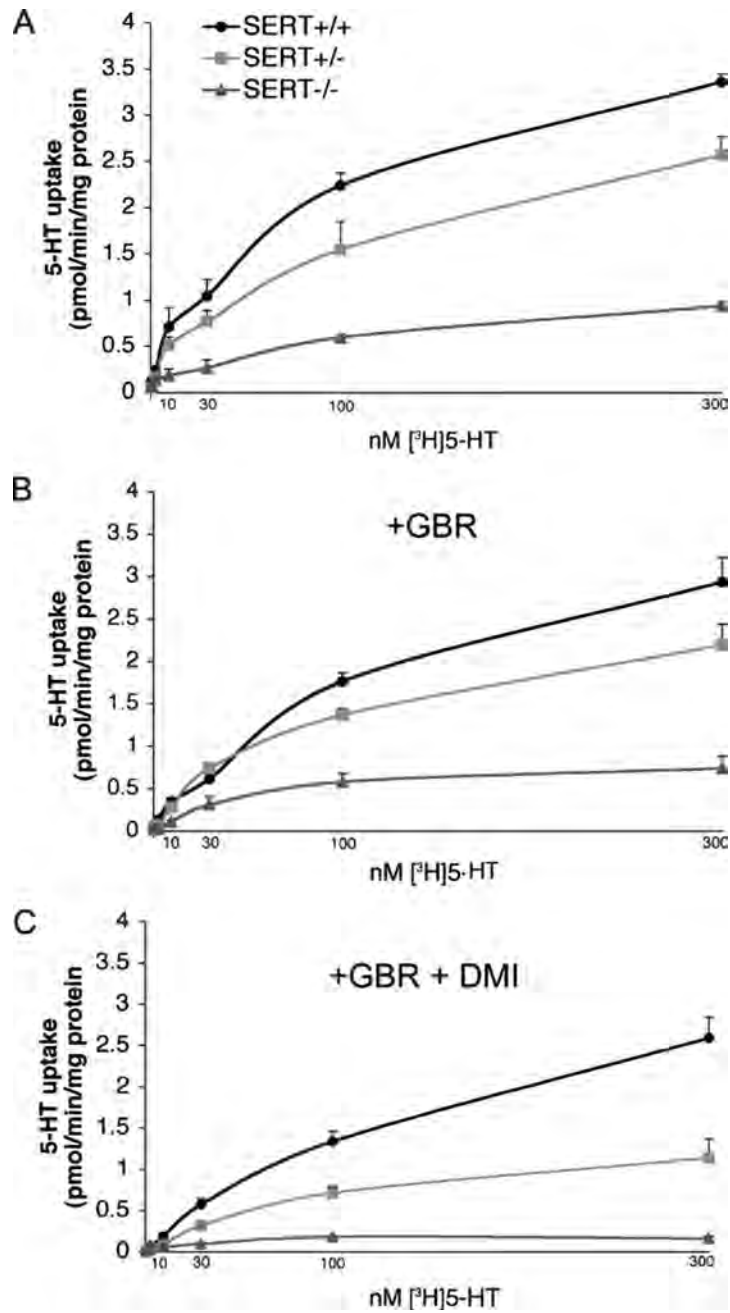 A
SERT+/+
SERT+/-
SERT-/-
5-HT uptake
(pmol/min/mg protein
4
3.5
3
2.5
2
1.5
1
0.5
0
10 30 100 300
nM [³H]5-HT
B
+GBR
5-HT uptake
(pmol/min/mg protein
4
3.5
3
2.5
2
1.5
1
0.5
0
10 30 100 300
nM [³H]5-HT
C
+GBR + DMI
5-HT uptake
(pmol/min/mg protein
4
3.5
3
2.5
2
1.5
1
0.5
0
10 30 100 300
nM [³H]5-HT